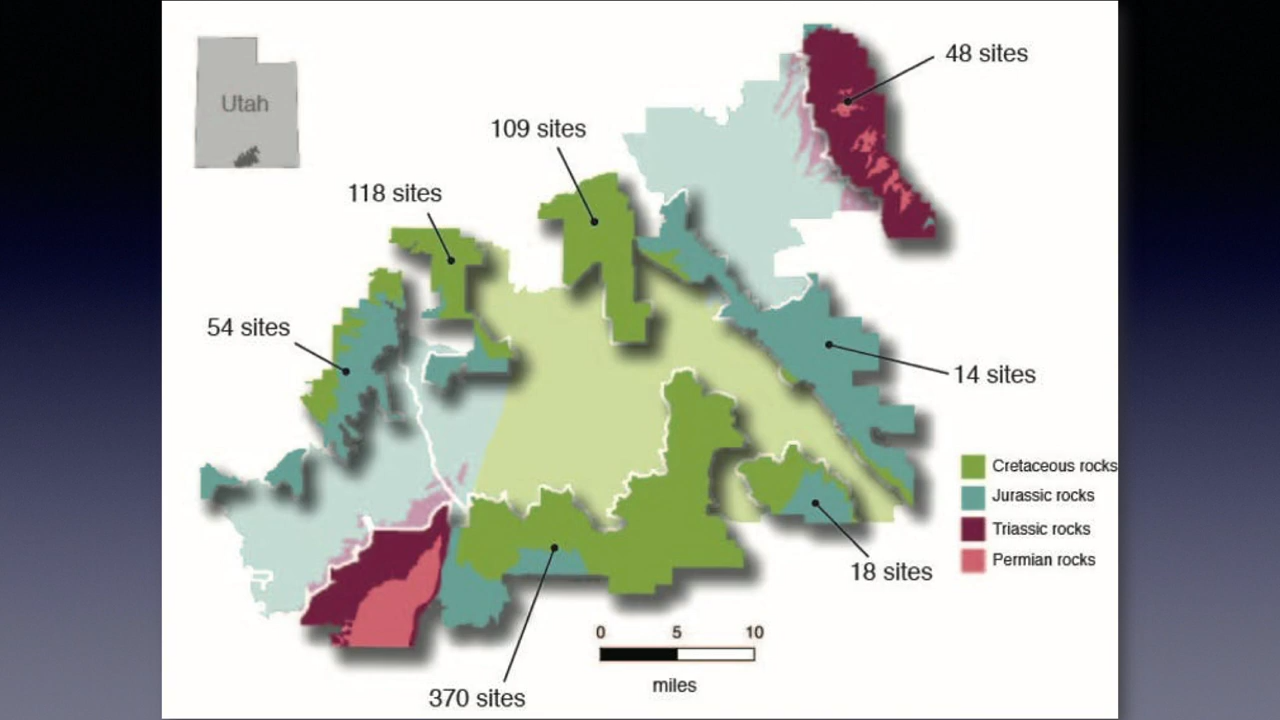 Utah
48 sites
109 sites
118 sites
54 sites
14 sites
Cretaceous rocks
Jurassic rocks
Triassic rocks
Permian rocks
18 sites
0 5 10
miles
370 sites